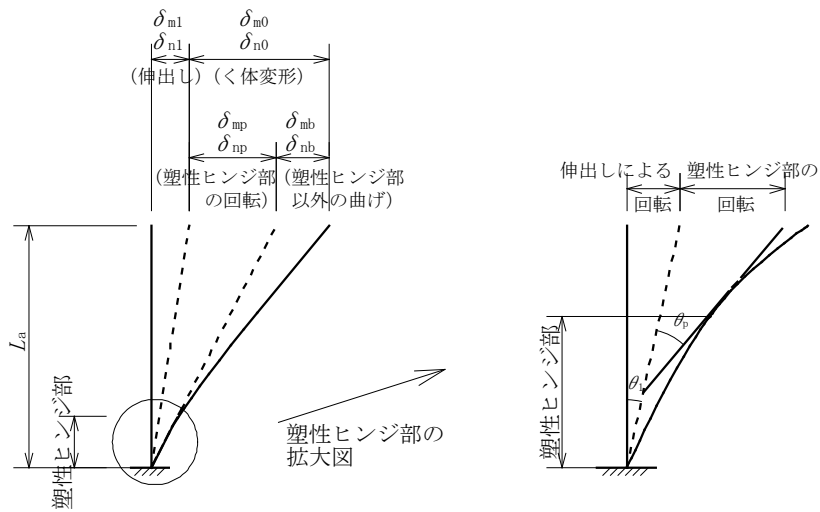 δm1 δm0
δn1 δn0
(伸出し) (く体変形)
δmp δmb
δnp δnb
(塑性ヒンジ部 (塑性ヒンジ部
の回転) 以外の曲げ)
La
塑性ヒンジ部
塑性ヒンジ部の
拡大図
伸出しによる 塑性ヒンジ部の
回転 回転
θp
θ1
塑性ヒンジ部